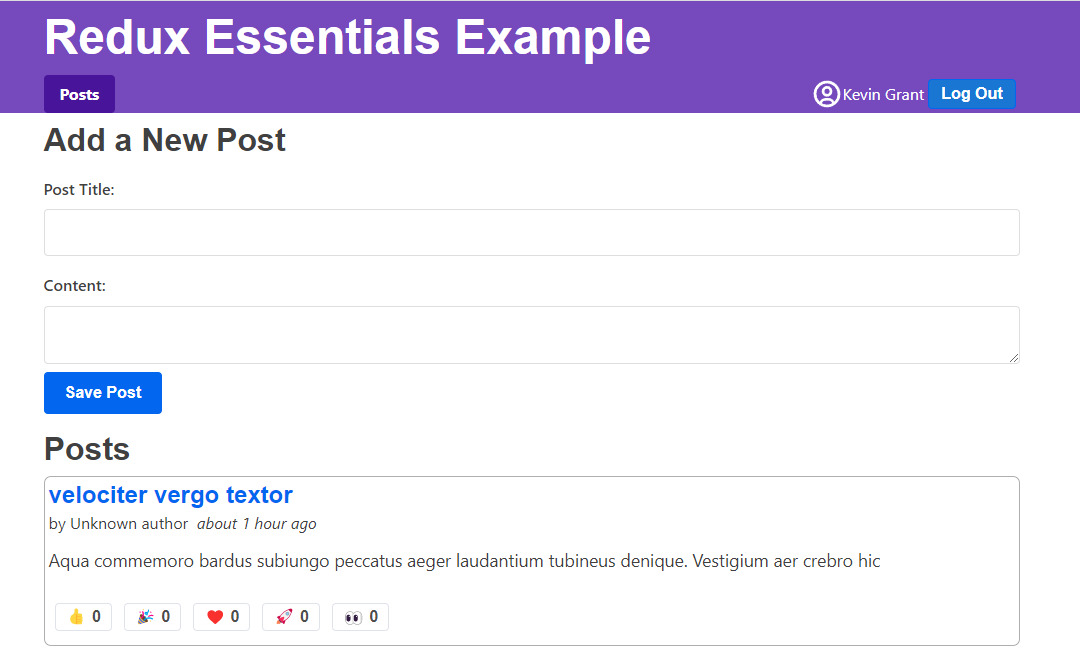 Redux Essentials Example
Posts Kevin Grant Log Out
Add a New Post
Post Title:
Content:
Save Post
Posts
velociter vergo textor
by Unknown author about 1 hour ago
Aqua commemoro bardus subiungo peccatus aeger laudantium tubineus denique. Vestigium aer crebro hic
👍 0 🎉 0 ❤️ 0 🚀 0 👀 0